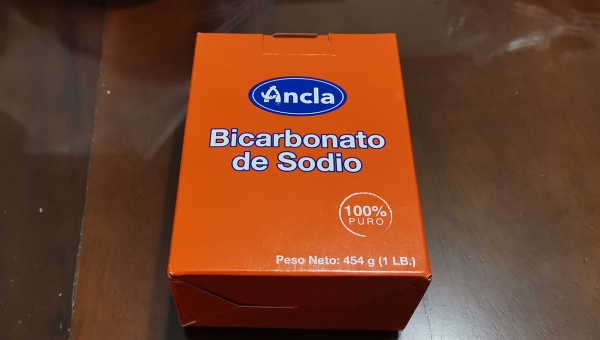 Ancla
Bicarbonato
de Sodio
100%
PURO
Peso Neto: 454 g (1 LB.)